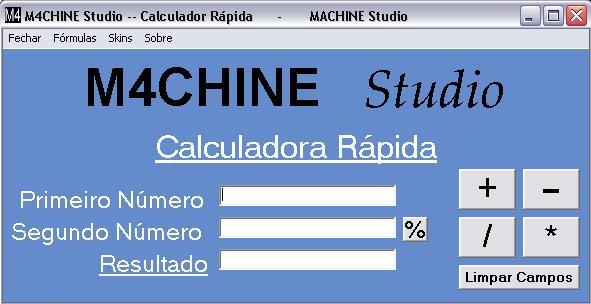 M4 M4CHINE Studio -- Calculador Rápida - MACHINE Studio
Fechar Fórmulas Skins Sobre
M4CHINE Studio
Calculadora Rápida
+ -
Primeiro Número
Segundo Número %
/ *
Resultado
Limpar Campos